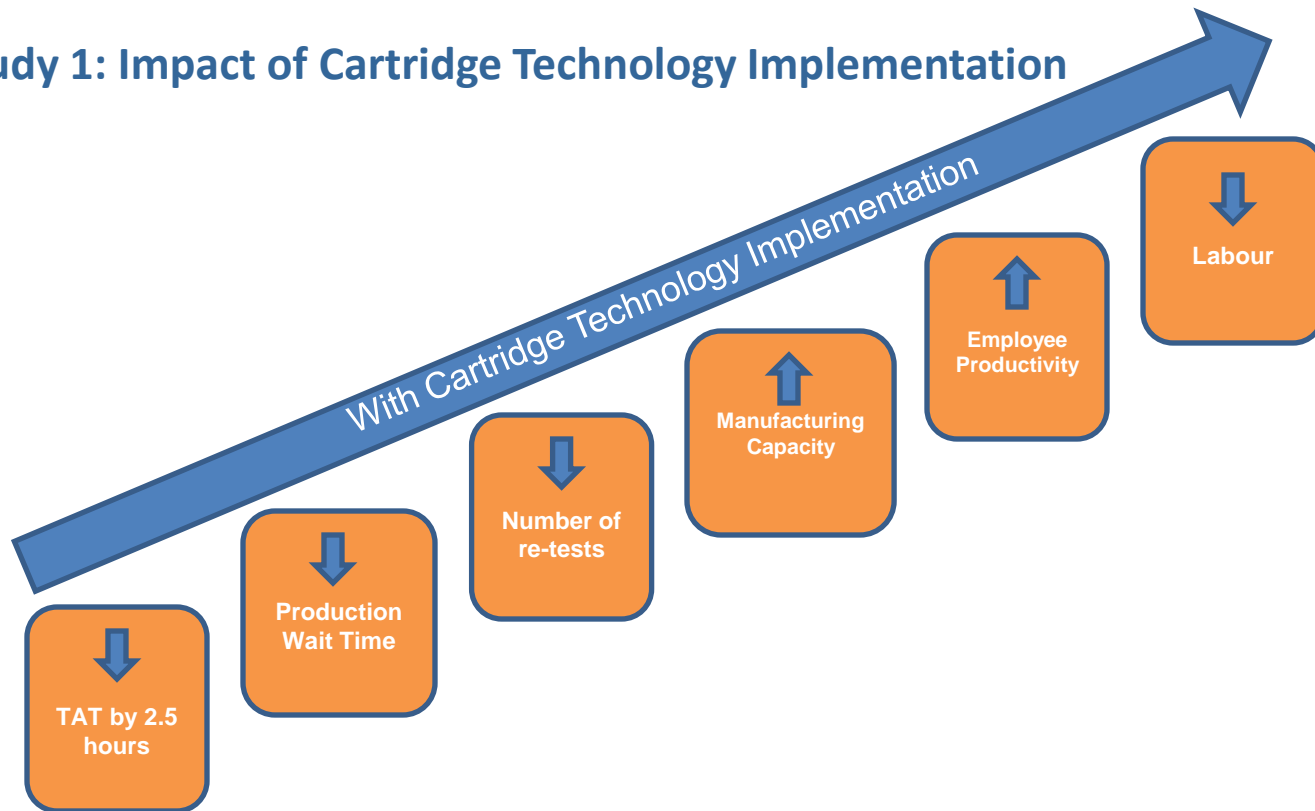 udy 1: Impact of Cartridge Technology Implementation
With Cartridge Technology Implementation
Labour
Employee
Productivity
Manufacturing
Capacity
Number of
re-tests
Production
Wait Time
TAT by 2.5
hours